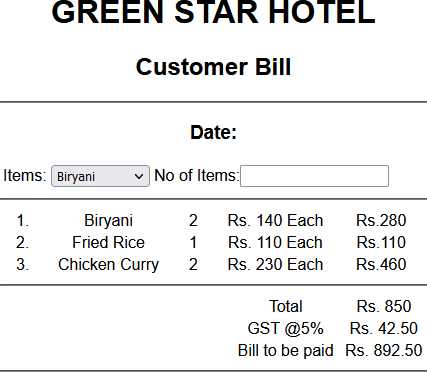 GREEN STAR HOTEL
Customer Bill
Date:
Items: Biryani No of Items:
1. Biryani 2 Rs. 140 Each Rs.280
2. Fried Rice 1 Rs. 110 Each Rs.110
3. Chicken Curry 2 Rs. 230 Each Rs.460
Total Rs. 850
GST @5% Rs. 42.50
Bill to be paid Rs. 892.50